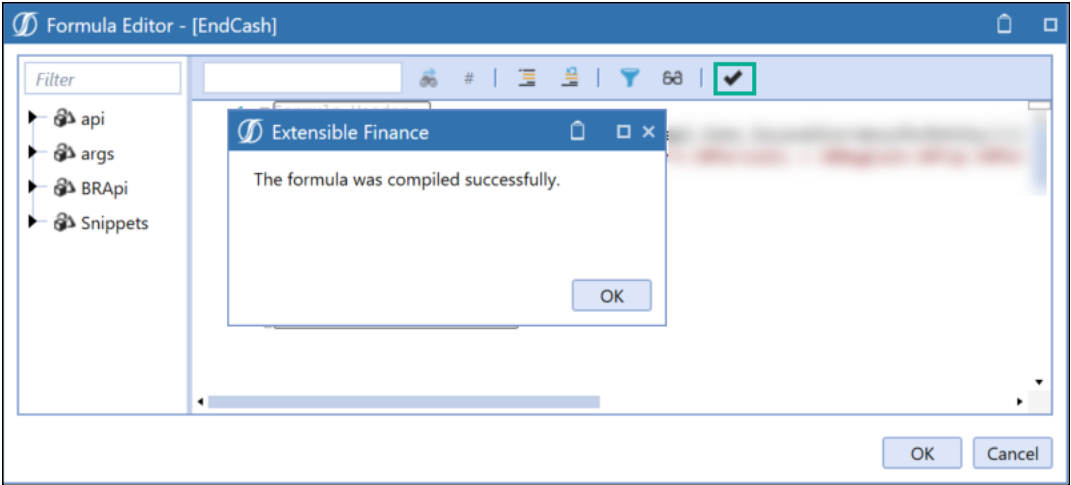 Formula Editor - [EndCash]
Filter
#
api
args
BRApi
Snippets
Extensible Finance
The formula was compiled successfully.
OK
OK
Cancel